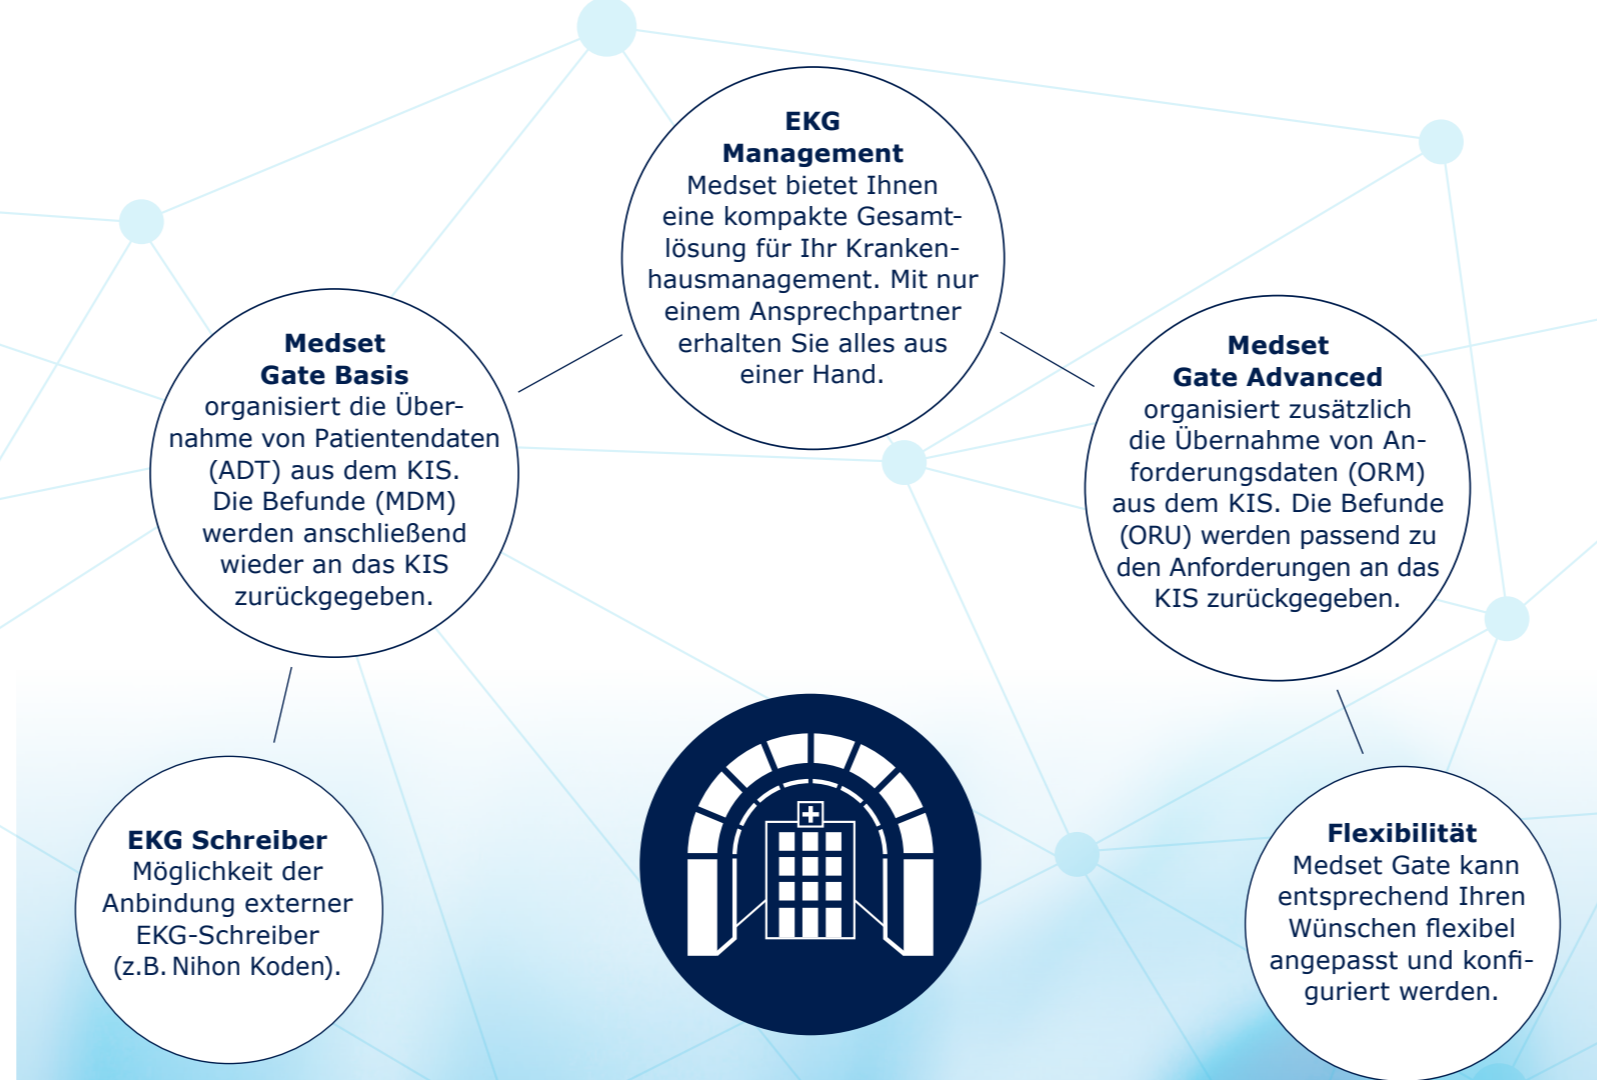 EKG
Management
Medset bietet Ihnen
eine kompakte Gesamt-
lösung für Ihr Kranken-
hausmanagement. Mit nur
einem Ansprechpartner
erhalten Sie alles aus
einer Hand.
Medset
Gate Basis
organisiert die Über-
nahme von Patientendaten
(ADT) aus dem KIS.
Die Befunde (MDM)
werden anschließend
wieder an das KIS
zurückgegeben.
Medset
Gate Advanced
organisiert zusätzlich
die Übernahme von An-
forderungsdaten (ORM)
aus dem KIS. Die Befunde
(ORU) werden passend zu
den Anforderungen an das
KIS zurückgegeben.
EKG Schreiber
Möglichkeit der
Anbindung externer
EKG-Schreiber
(z.B. Nihon Koden).
Flexibilität
Medset Gate kann
entsprechend Ihren
Wünschen flexibel
angepasst und konfi-
guriert werden.